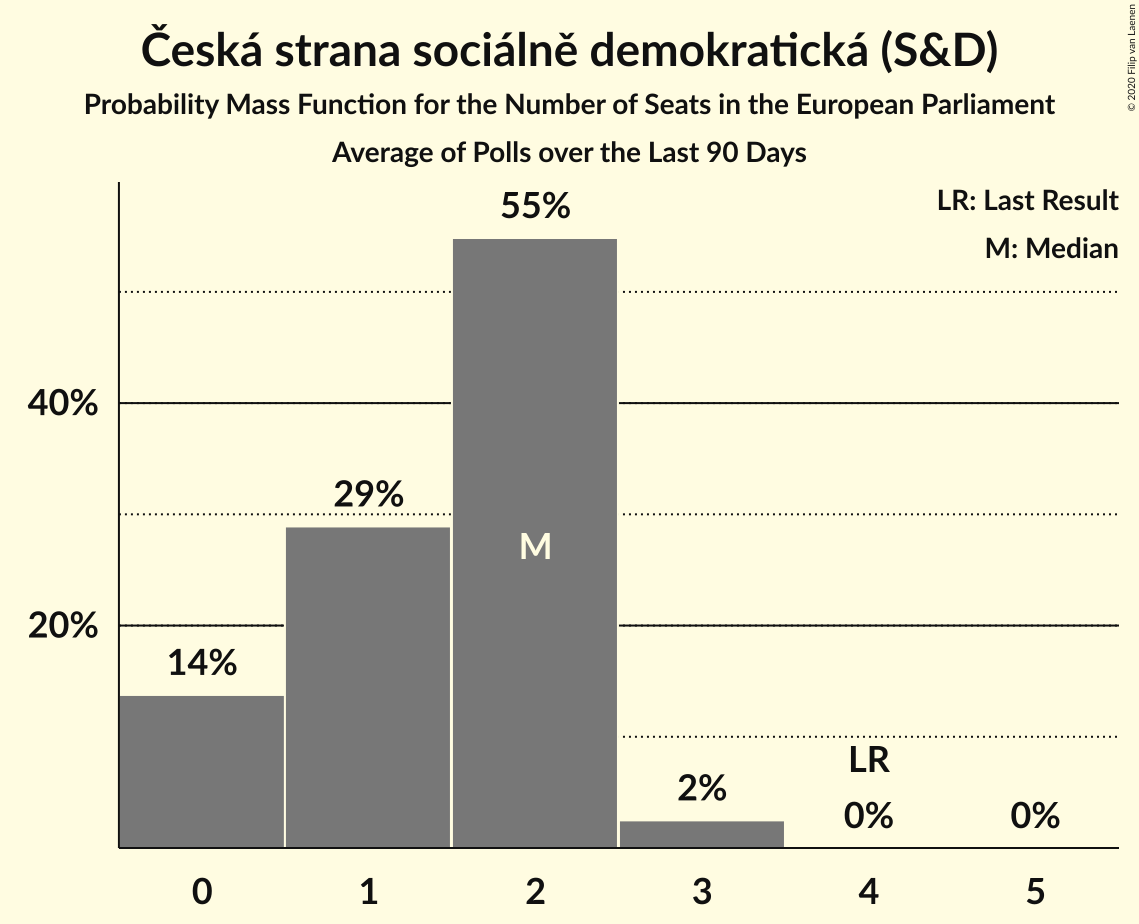 Česká strana sociálně demokratická (S&D)
Probability Mass Function for the Number of Seats in the European Parliament
Average of Polls over the Last 90 Days
© 2020 Filip van Laenen
LR: Last Result
M: Median
55%
40%
29%
M
20%
14%
LR
2%
0%
0%
0 1 2 3 4 5